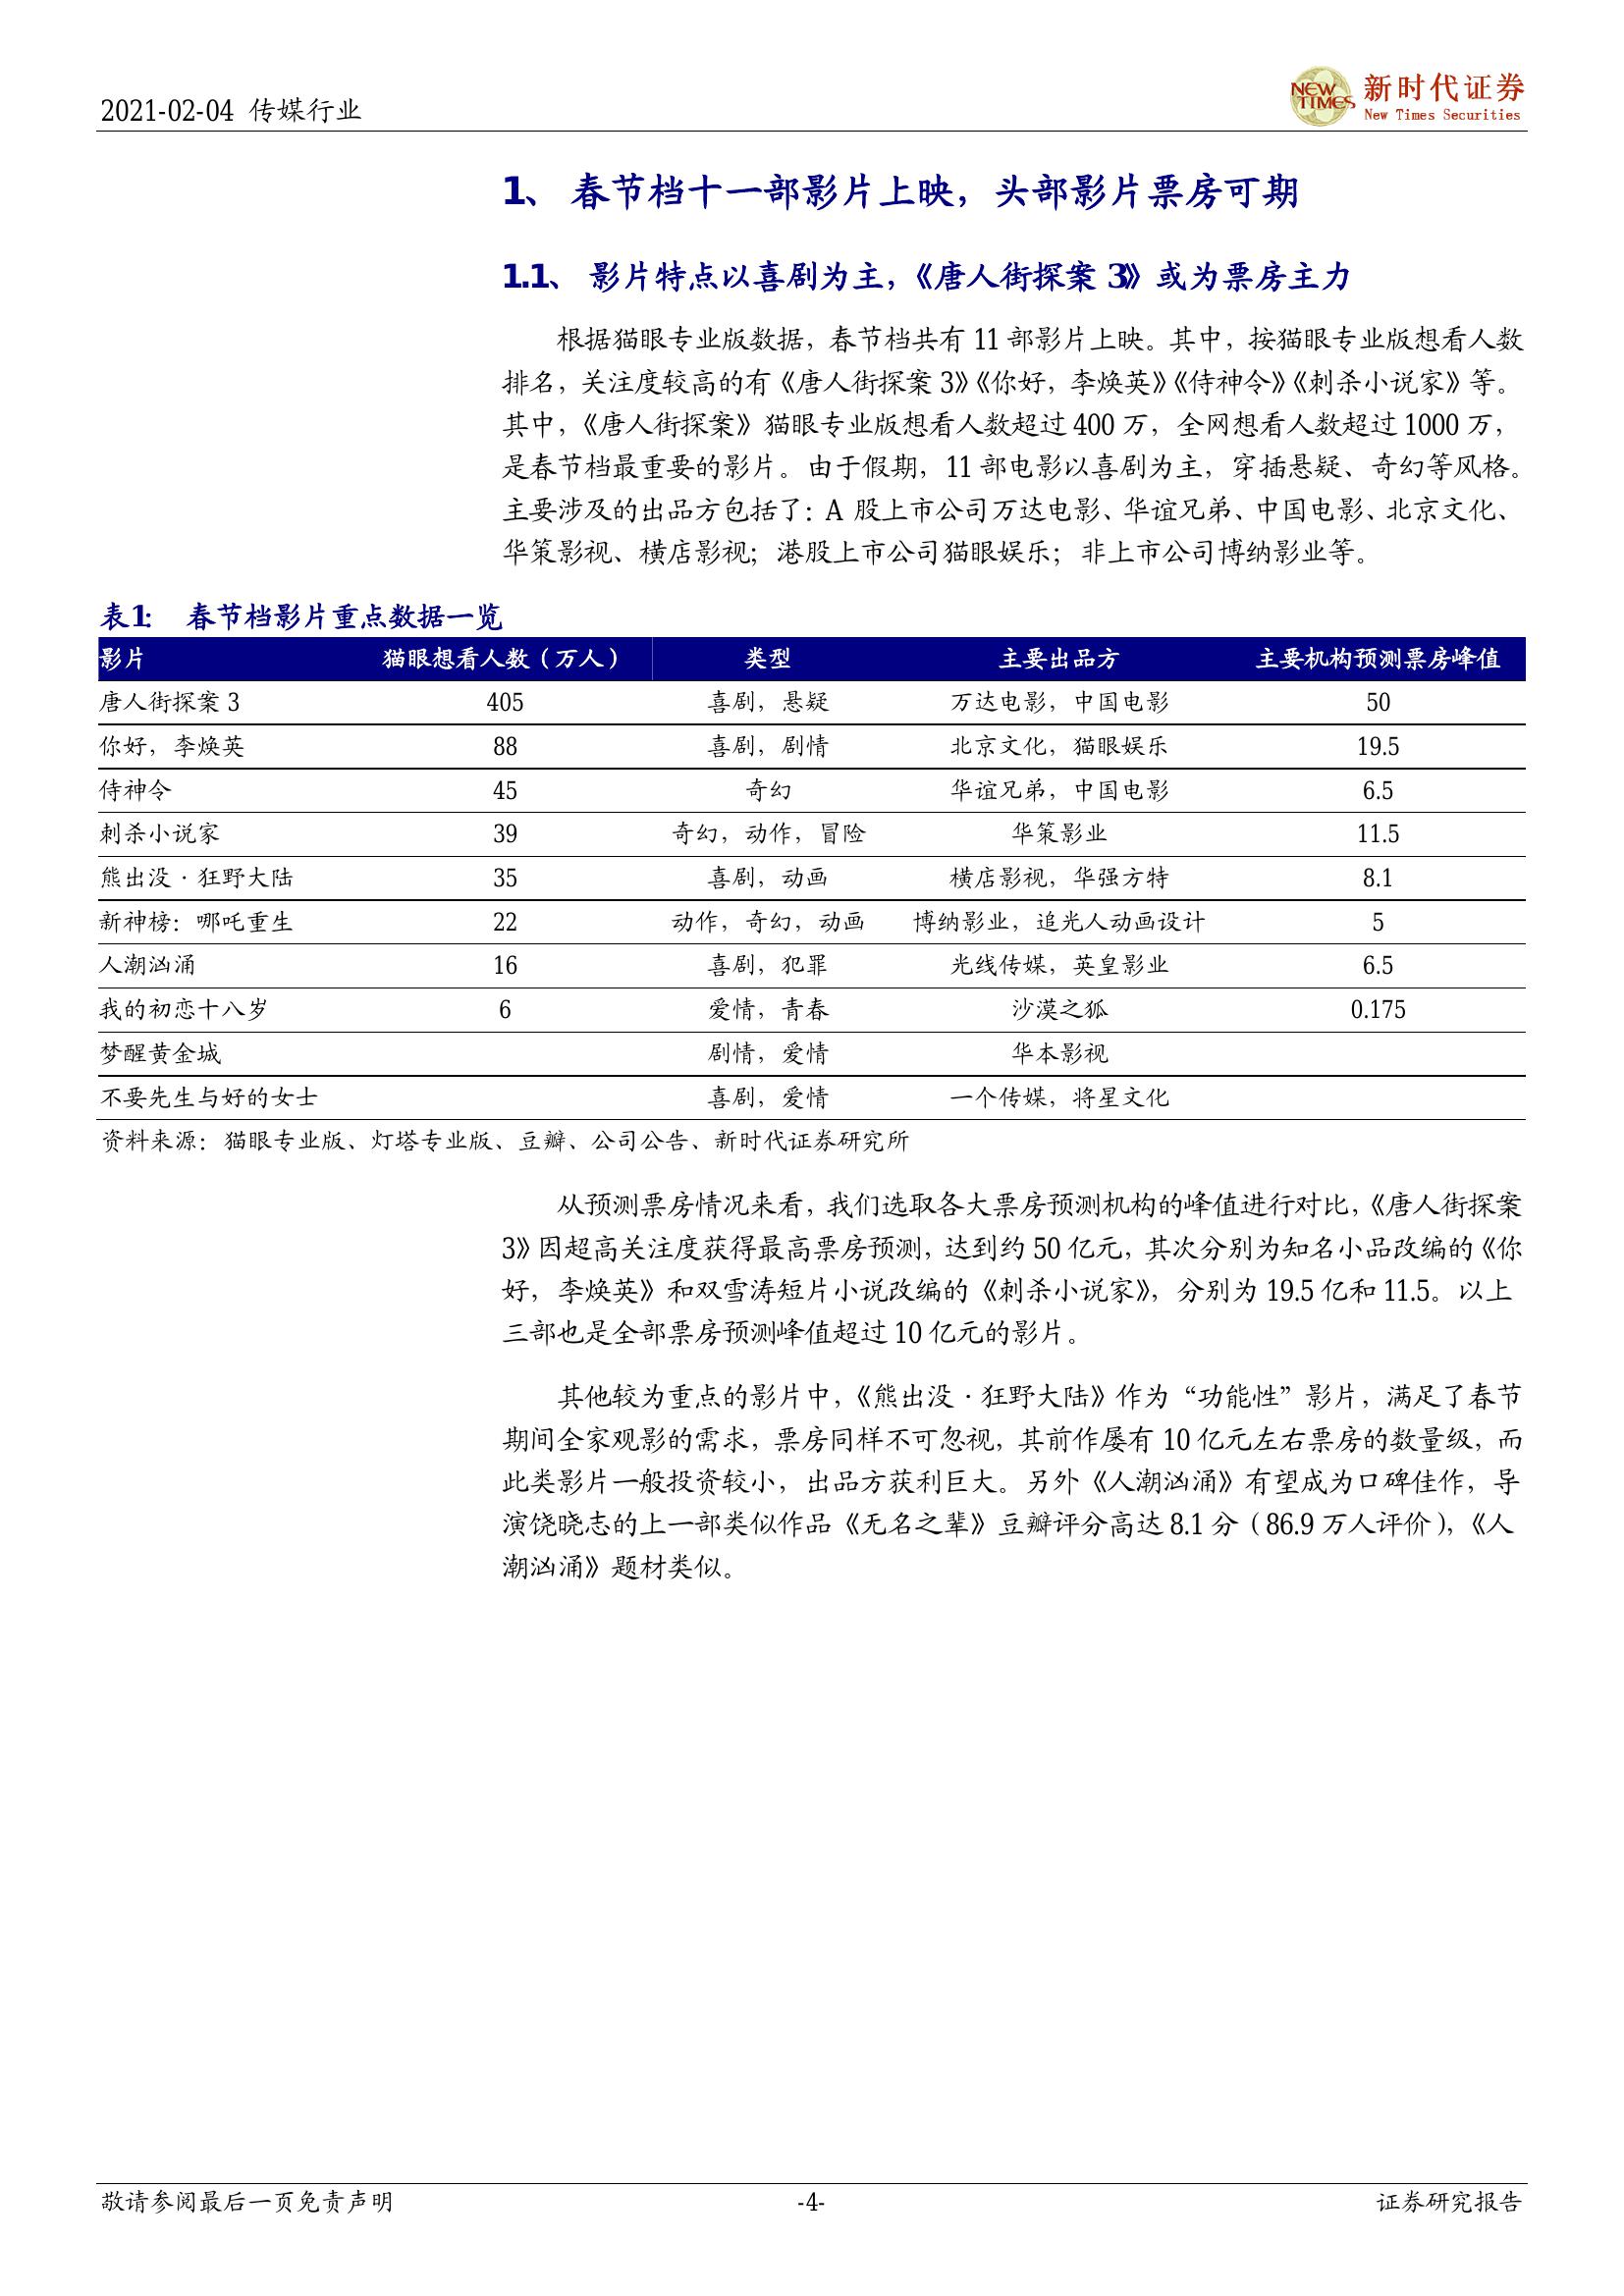 2021-02-04 传媒行业
NEW TIMES
新时代证券
New Times Securities
1、 春节档十一部影片上映，头部影片票房可期
1.1、 影片特点以喜剧为主，《唐人街探案 3》或为票房主力
根据猫眼专业版数据，春节档共有 11 部影片上映。其中，按猫眼专业版想看人数
排名，关注度较高的有《唐人街探案 3》《你好，李焕英》《侍神令》《刺杀小说家》等。
其中，《唐人街探案》猫眼专业版想看人数超过 400 万，全网想看人数超过 1000 万，
是春节档最重要的影片。由于假期，11 部电影以喜剧为主，穿插悬疑、奇幻等风格。
主要涉及的出品方包括了：A 股上市公司万达电影、华谊兄弟、中国电影、北京文化、
华策影视、横店影视；港股上市公司猫眼娱乐；非上市公司博纳影业等。
表1： 春节档影片重点数据一览
影片 猫眼想看人数（万人） 类型 主要出品方 主要机构预测票房峰值
唐人街探案 3 405 喜剧，悬疑 万达电影，中国电影 50
你好，李焕英 88 喜剧，剧情 北京文化，猫眼娱乐 19.5
侍神令 45 奇幻 华谊兄弟，中国电影 6.5
刺杀小说家 39 奇幻，动作，冒险 华策影业 11.5
熊出没·狂野大陆 35 喜剧，动画 横店影视，华强方特 8.1
新神榜：哪吒重生 22 动作，奇幻，动画 博纳影业，追光人动画设计 5
人潮汹涌 16 喜剧，犯罪 光线传媒，英皇影业 6.5
我的初恋十八岁 6 爱情，青春 沙漠之狐 0.175
梦醒黄金城 剧情，爱情 华本影视
不要先生与好的女士 喜剧，爱情 一个传媒，将星文化
资料来源：猫眼专业版、灯塔专业版、豆瓣、公司公告、新时代证券研究所
从预测票房情况来看，我们选取各大票房预测机构的峰值进行对比，《唐人街探案
3》因超高关注度获得最高票房预测，达到约 50 亿元，其次分别为知名小品改编的《你
好，李焕英》和双雪涛短片小说改编的《刺杀小说家》，分别为 19.5 亿和 11.5。以上
三部也是全部票房预测峰值超过 10 亿元的影片。
其他较为重点的影片中，《熊出没·狂野大陆》作为“功能性”影片，满足了春节
期间全家观影的需求，票房同样不可忽视，其前作屡有 10 亿元左右票房的数量级，而
此类影片一般投资较小，出品方获利巨大。另外《人潮汹涌》有望成为口碑佳作，导
演饶晓志的上一部类似作品《无名之辈》豆瓣评分高达 8.1 分（86.9 万人评价），《人
潮汹涌》题材类似。
敬请参阅最后一页免责声明 -4- 证券研究报告